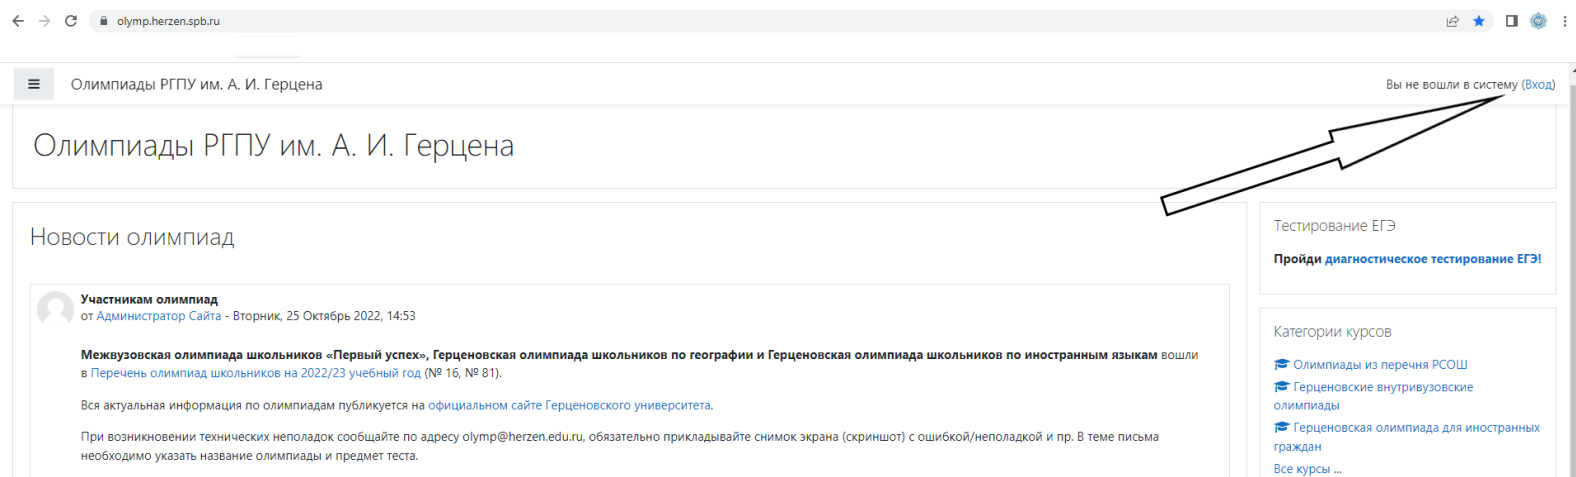 olymp.herzen.spb.ru
Олимпиады РГПУ им. А. И. Герцена
Вы не вошли в систему (Вход)
Олимпиады РГПУ им. А. И. Герцена
Новости олимпиад
Участникам олимпиад
от Администратор Сайта - Вторник, 25 Октябрь 2022, 14:53
Межвузовская олимпиада школьников «Первый успех», Герценовская олимпиада школьников по географии и Герценовская олимпиада школьников по иностранным языкам вошли
в Перечень олимпиад школьников на 2022/23 учебный год (№ 16, № 81).
Вся актуальная информация по олимпиадам публикуется на официальном сайте Герценовского университета.
При возникновении технических неполадок сообщайте по адресу olymp@herzen.edu.ru, обязательно прикладывайте снимок экрана (скриншот) с ошибкой/неполадкой и пр. В теме письма
необходимо указать название олимпиады и предмет теста.
Тестирование ЕГЭ
Пройди диагностическое тестирование ЕГЭ!
Категории курсов
Олимпиады из перечня РСОШ
Герценовские внутривузовские
олимпиады
Герценовская олимпиада для иностранных
граждан
Все курсы ...